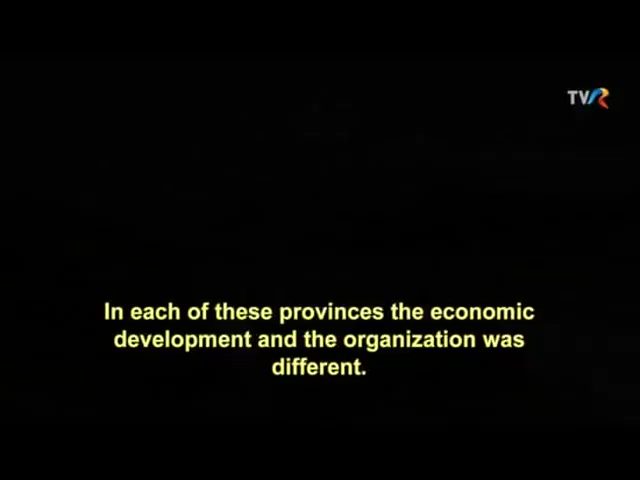 TVR
In each of these provinces the economic
development and the organization was
different.